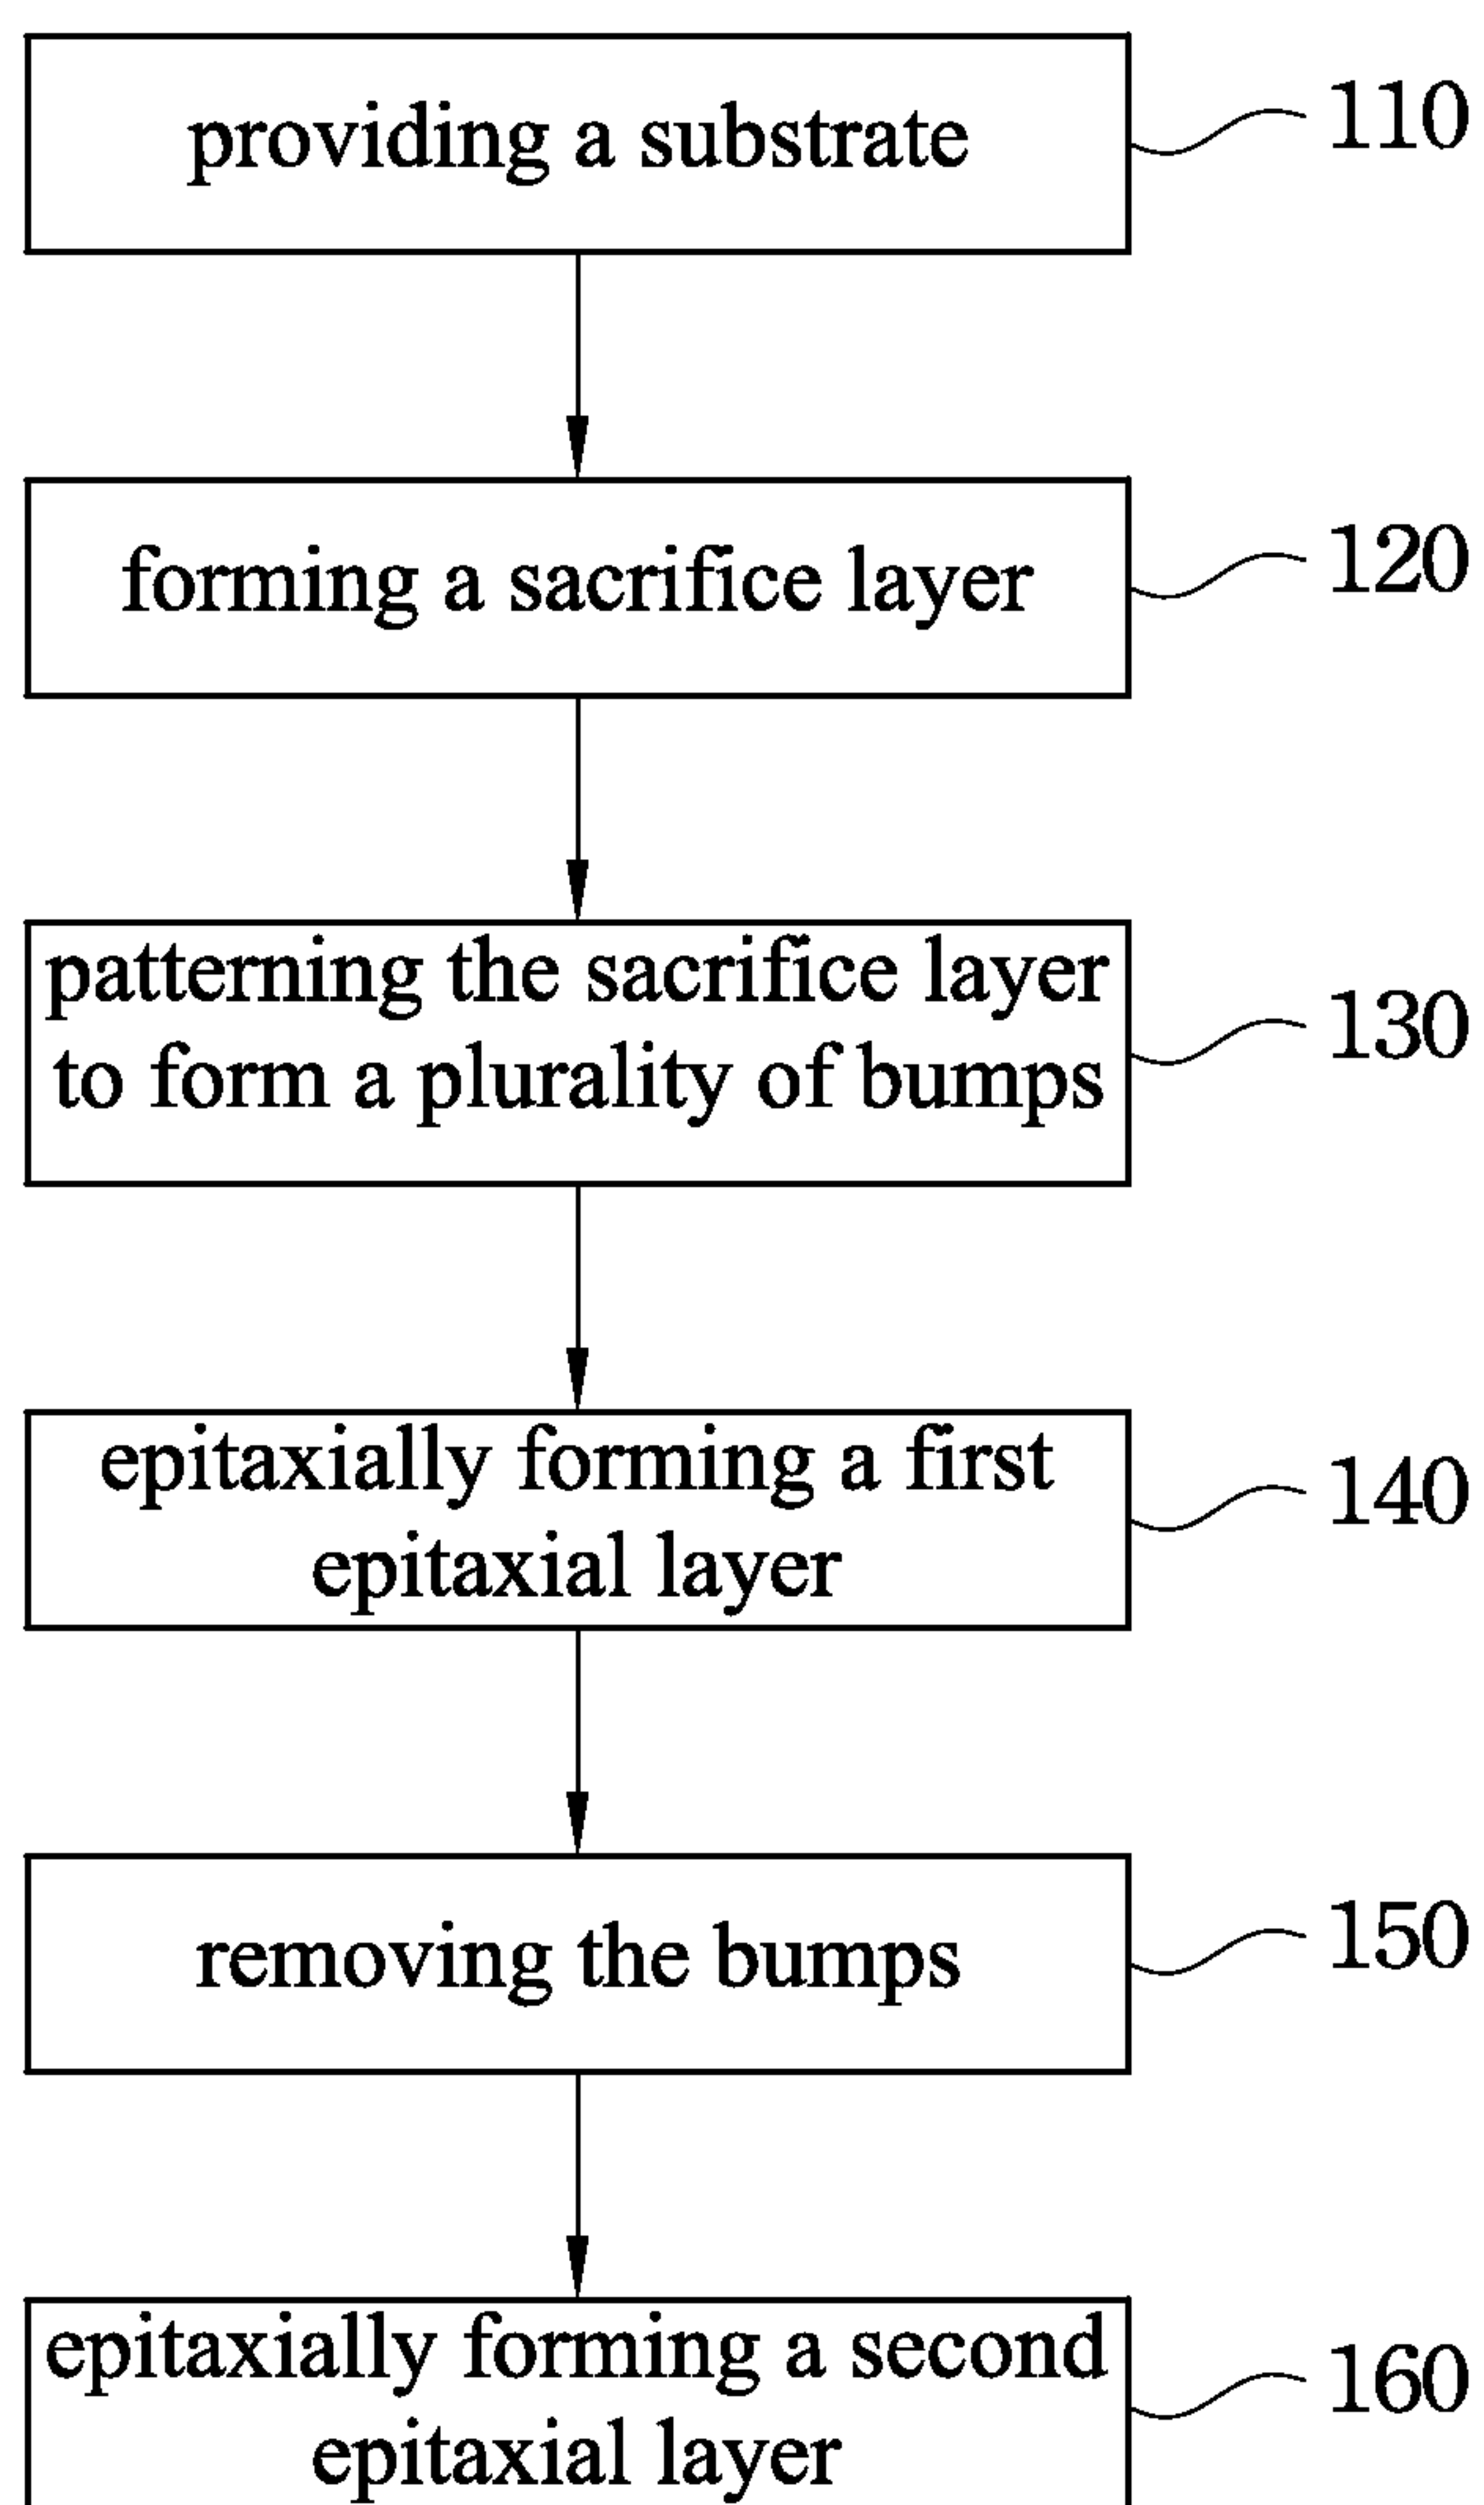 providing a substrate
110
forming a sacrifice layer
120
patterning the sacrifice layer
to form a plurality of bumps
130
epitaxially forming a first
epitaxial layer
140
removing the bumps
150
epitaxially forming a second
epitaxial layer
160